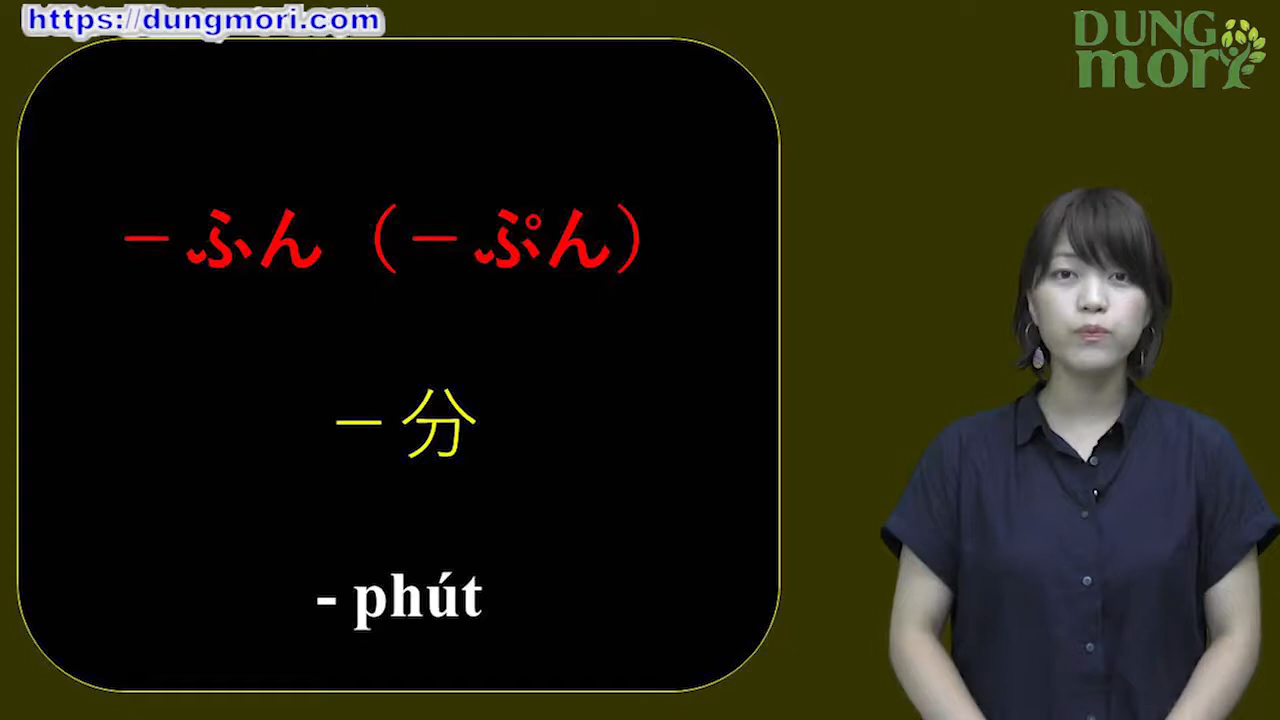 https://dungmori.com
DUNG
mori
－ふん（－ぷん）
－分
- phút